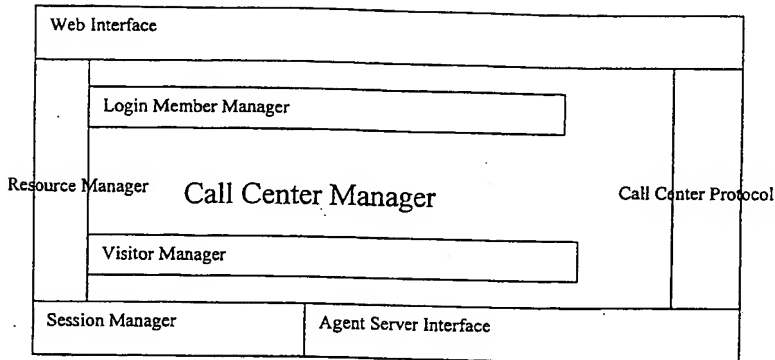 Web Interface
Login Member Manager
Resource Manager
Call Center Manager
Call Center Protocol
Visitor Manager
Session Manager
Agent Server Interface